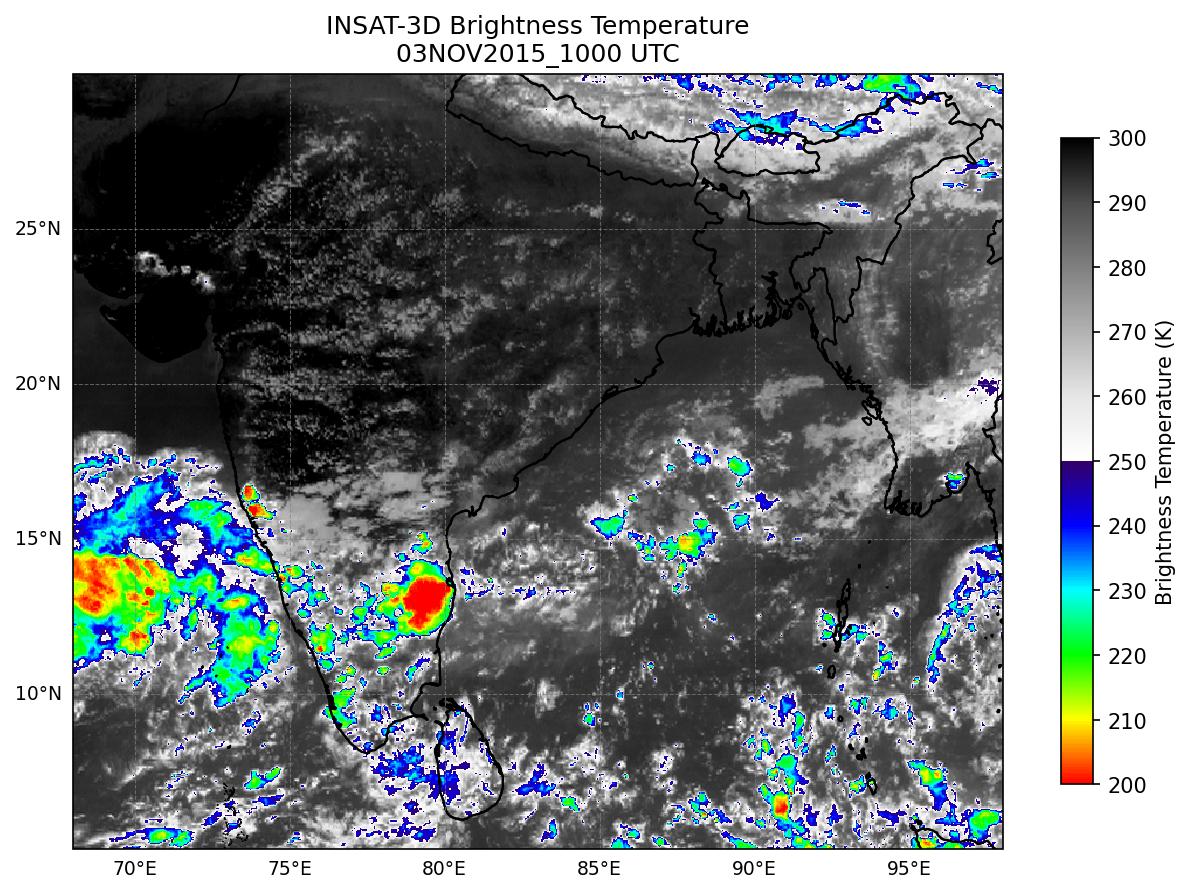 INSAT-3D Brightness Temperature
03NOV2015_1000 UTC
25°N
20°N
15°N
10°N
70°E
75°E
80°E
85°E
90°E
95°E
300
290
280
270
260
250
240
230
220
210
200
Brightness Temperature (K)